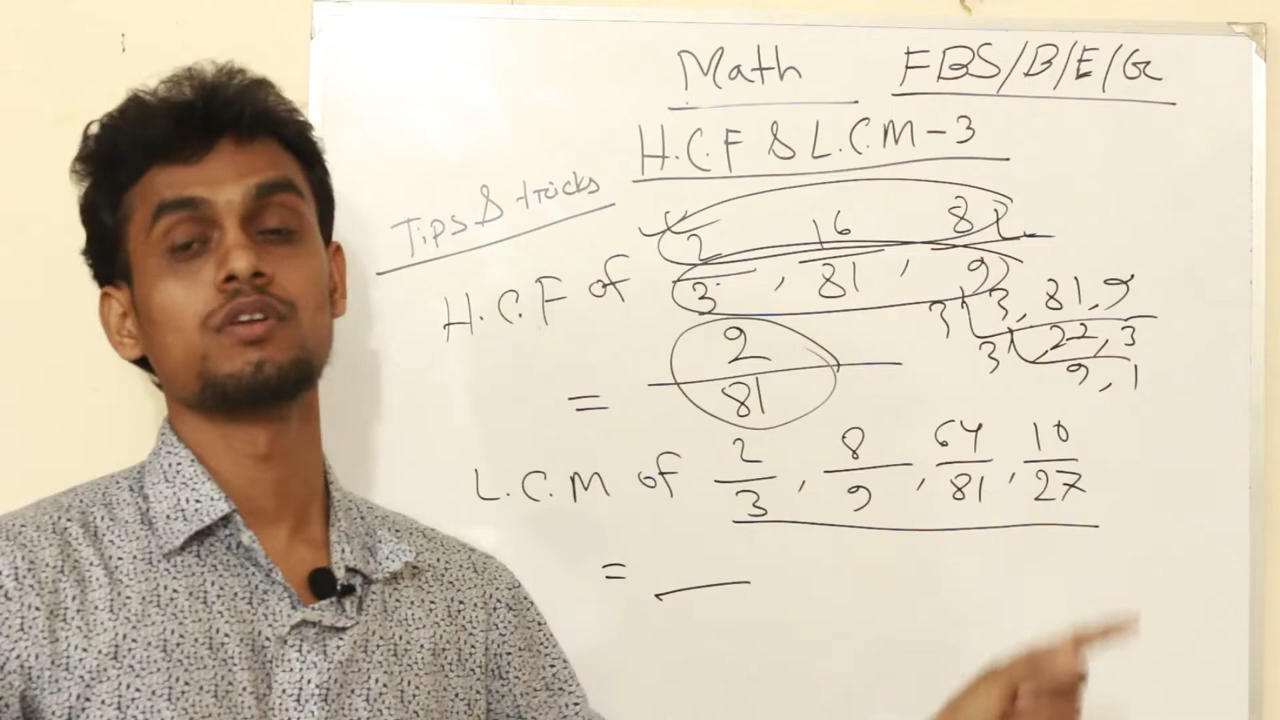 Math FBS/B/E/G
H.C.F & L.C.M-3
Tips & tricks
H.C.F of 2/3, 16/81, 8/9
3) 3, 81, 9
3) 27, 3
9, 1
= 2/81
L.C.M of 2/3, 8/9, 64/81, 10/27
=